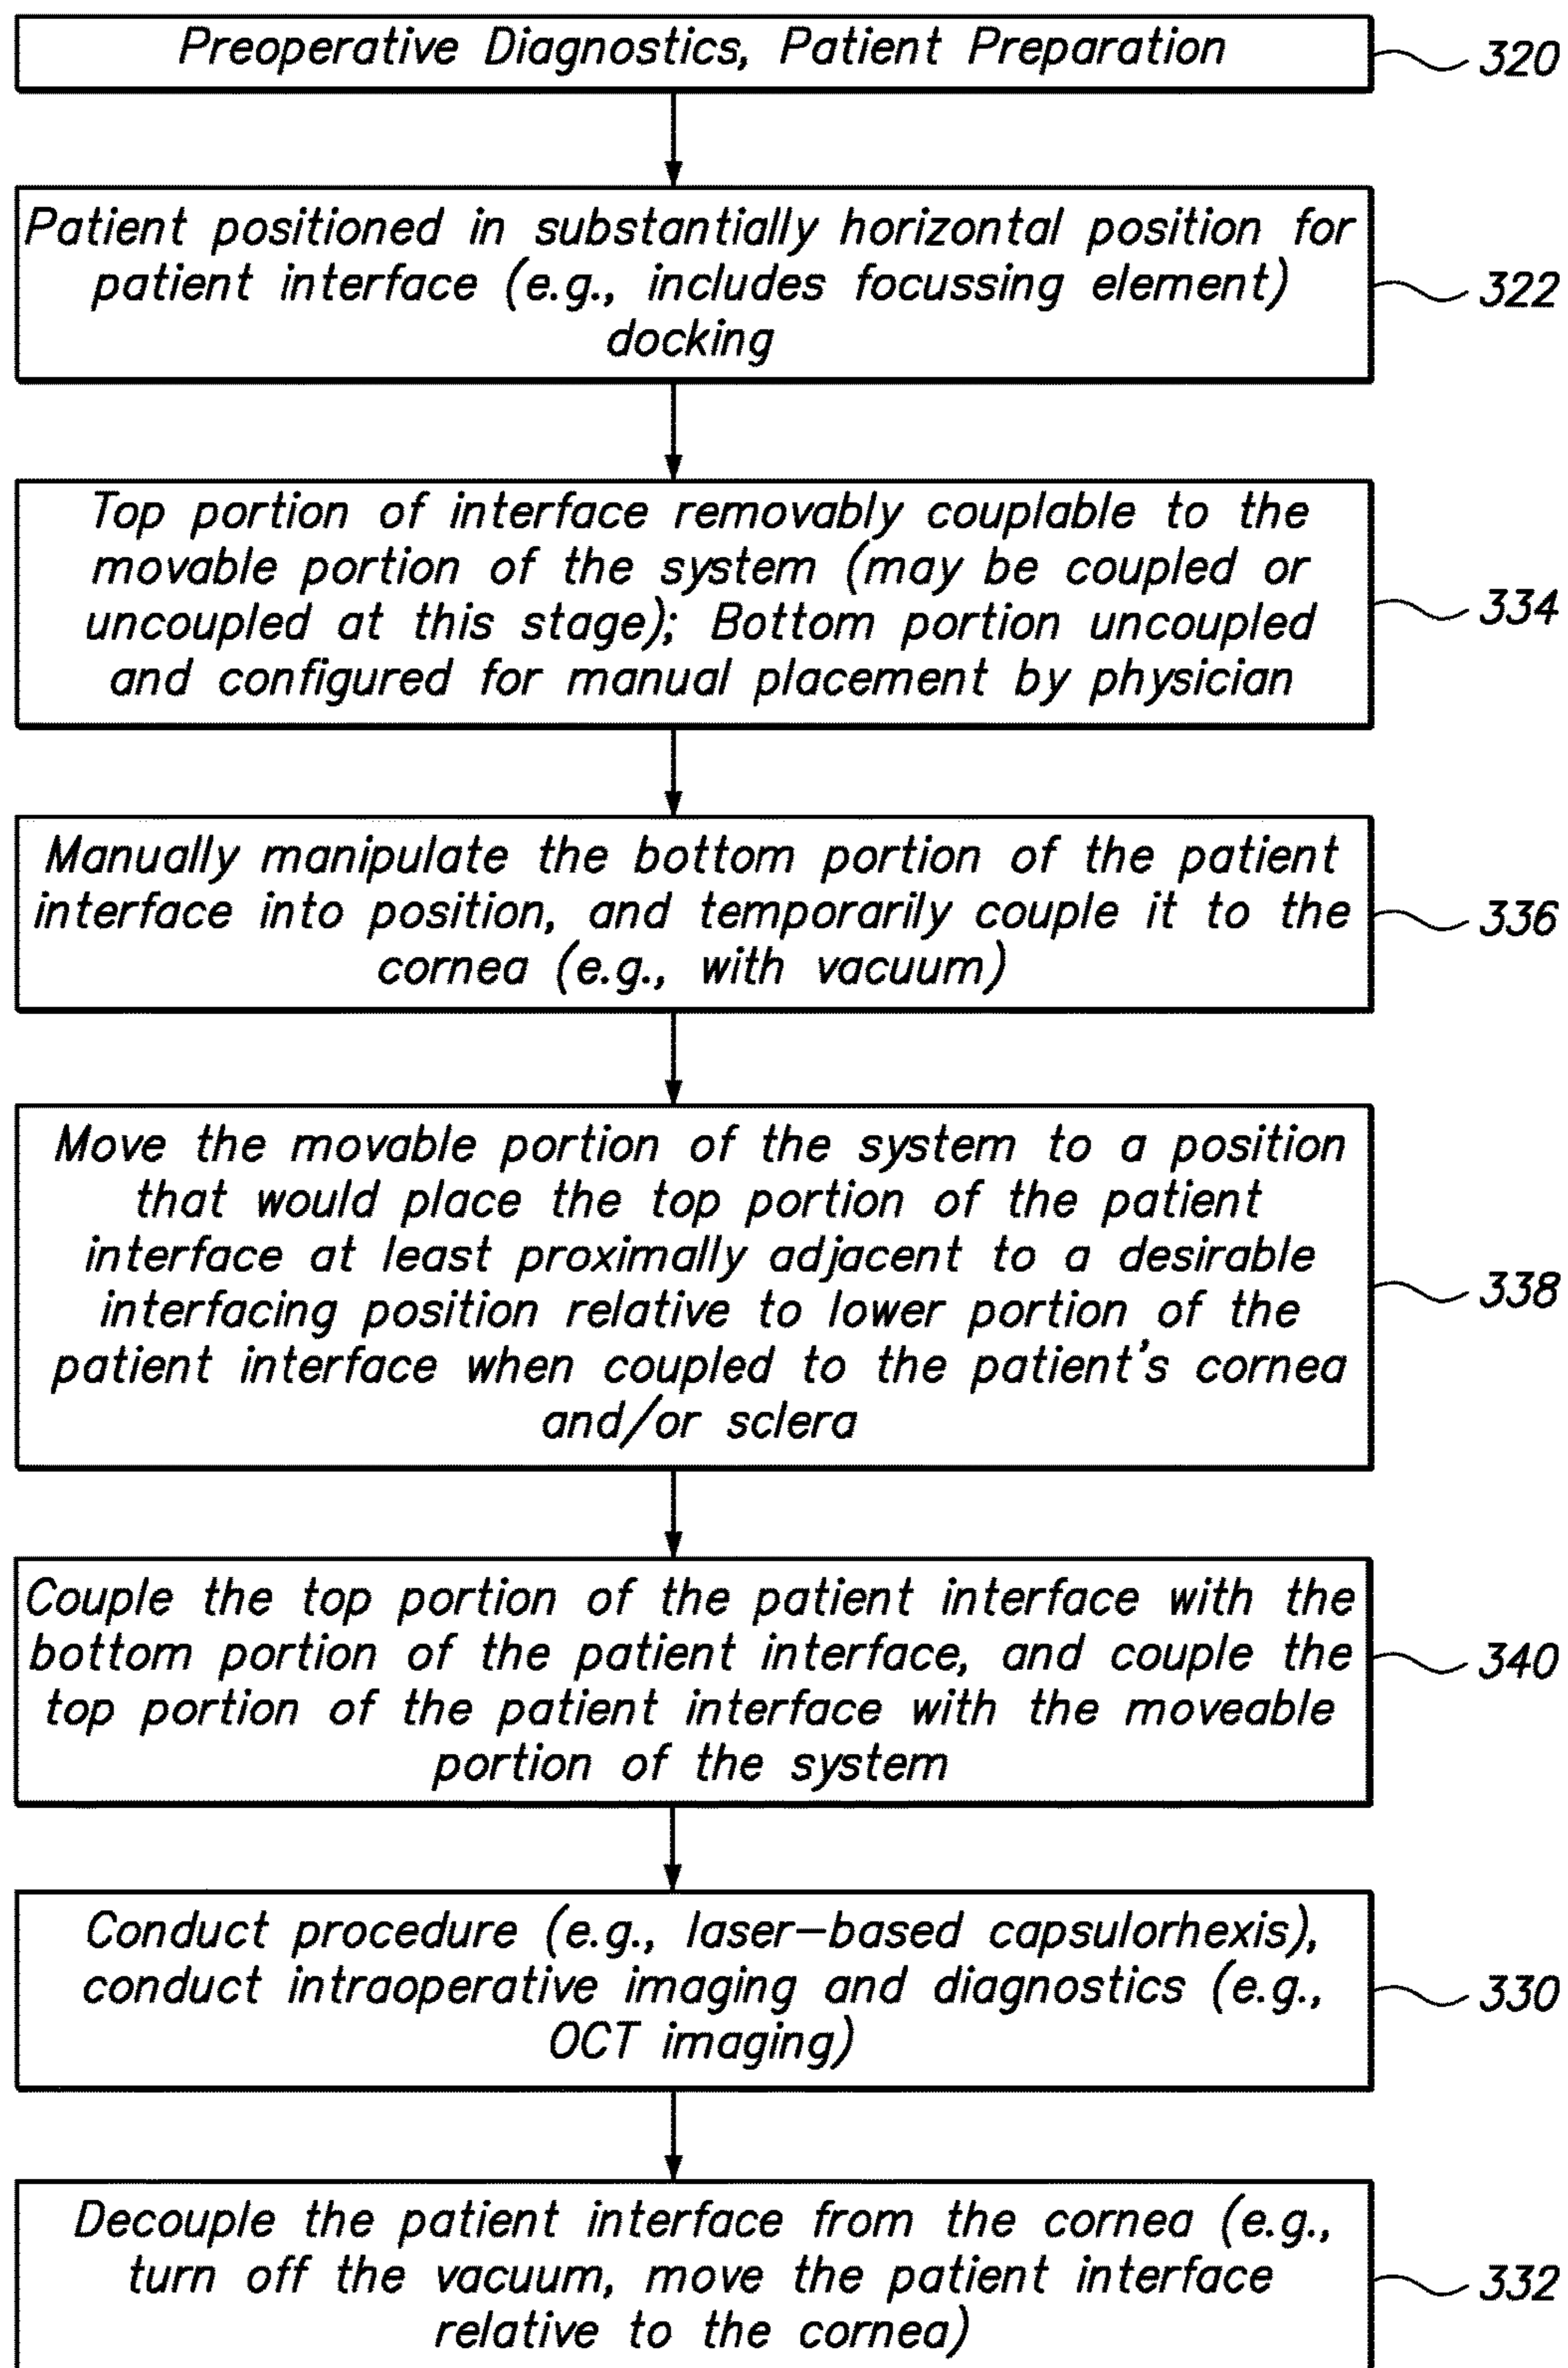 Preoperative Diagnostics, Patient Preparation
320
Patient positioned in substantially horizontal position for
patient interface (e.g., includes focussing element)
docking
322
Top portion of interface removably couplable to the
movable portion of the system (may be coupled or
uncoupled at this stage); Bottom portion uncoupled
and configured for manual placement by physician
334
Manually manipulate the bottom portion of the patient
interface into position, and temporarily couple it to the
cornea (e.g., with vacuum)
336
Move the movable portion of the system to a position
that would place the top portion of the patient
interface at least proximally adjacent to a desirable
interfacing position relative to lower portion of the
patient interface when coupled to the patient's cornea
and/or sclera
338
Couple the top portion of the patient interface with the
bottom portion of the patient interface, and couple the
top portion of the patient interface with the moveable
portion of the system
340
Conduct procedure (e.g., laser-based capsulorhexis),
conduct intraoperative imaging and diagnostics (e.g.,
OCT imaging)
330
Decouple the patient interface from the cornea (e.g.,
turn off the vacuum, move the patient interface
relative to the cornea)
332